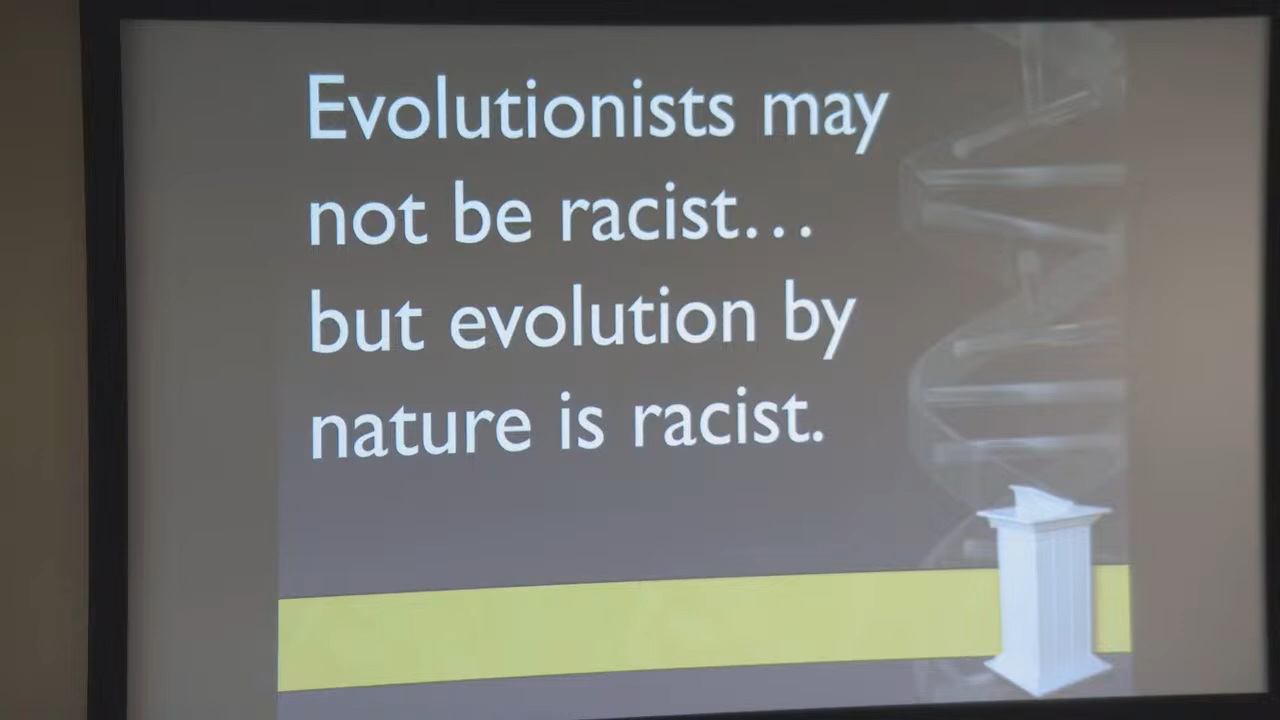 Evolutionists may
not be racist...
but evolution by
nature is racist.